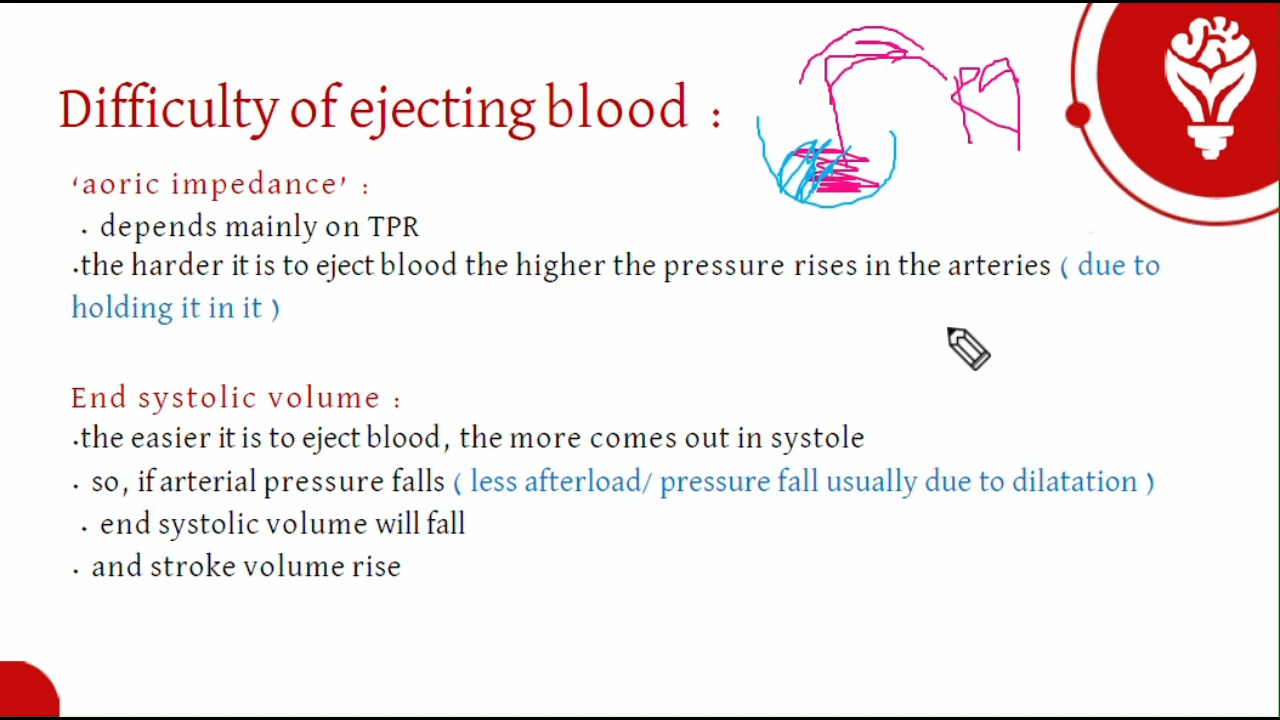 Difficulty of ejecting blood :
'aoric impedance' :
· depends mainly on TPR
·the harder it is to eject blood the higher the pressure rises in the arteries ( due to
holding it in it )
End systolic volume :
·the easier it is to eject blood, the more comes out in systole
· so, if arterial pressure falls ( less afterload/ pressure fall usually due to dilatation )
· end systolic volume will fall
· and stroke volume rise